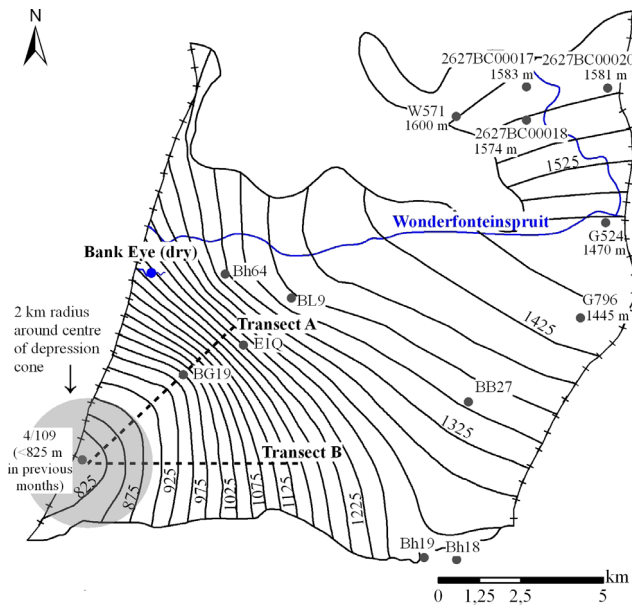 N
2627BC00017
1583 m
2627BC00020
1581 m
W571
1600 m
2627BC00018
1574 m
1525
Wonderfonteinspruit
G524
1470 m
Bank Eye (dry)
Bh64
BL9
G796
1445 m
2 km radius
around centre
of depression
cone
Transect A
E1Q
1425
BG19
BB27
1325
4/109
(<825 m
in previous
months)
Transect B
825
875
925
975
1025
1075
1125
1225
Bh19
Bh18
km
0
1,25
2,5
5